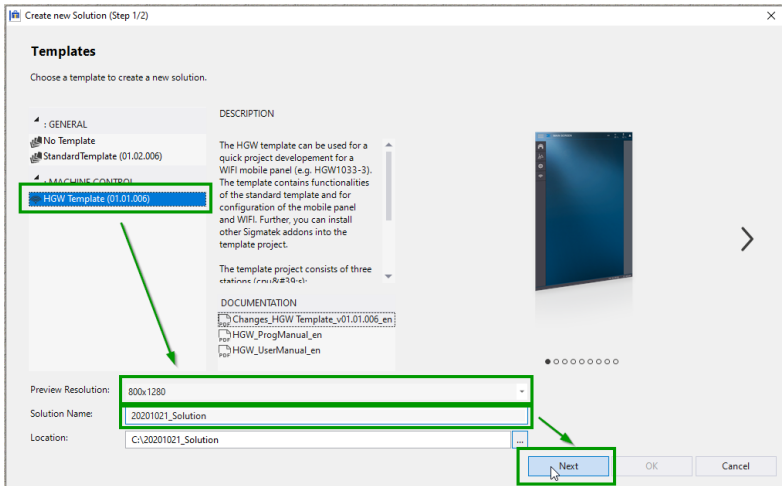 Create new Solution (Step 1/2)
Templates
Choose a template to create a new solution.
: GENERAL
No Template
StandardTemplate (01.02.006)
: MACHINE CONTROL
HGW Template (01.01.006)
DESCRIPTION
The HGW template can be used for a
quick project developement for a
WIFI mobile panel (e.g. HGW1033-3).
The template contains functionalities
of the standard template and for
configuration of the mobile panel
and WIFI. Further, you can install
other Sigmatek addons into the
template project.
The template project consists of three
stations (cpu&#39;s):
DOCUMENTATION
PDF Changes_HGW Template_v01.01.006_en
PDF HGW_ProgManual_en
PDF HGW_UserManual_en
Preview Resolution: 800x1280
Solution Name: 20201021_Solution
Location: C:\20201021_Solution ...
Next OK Cancel